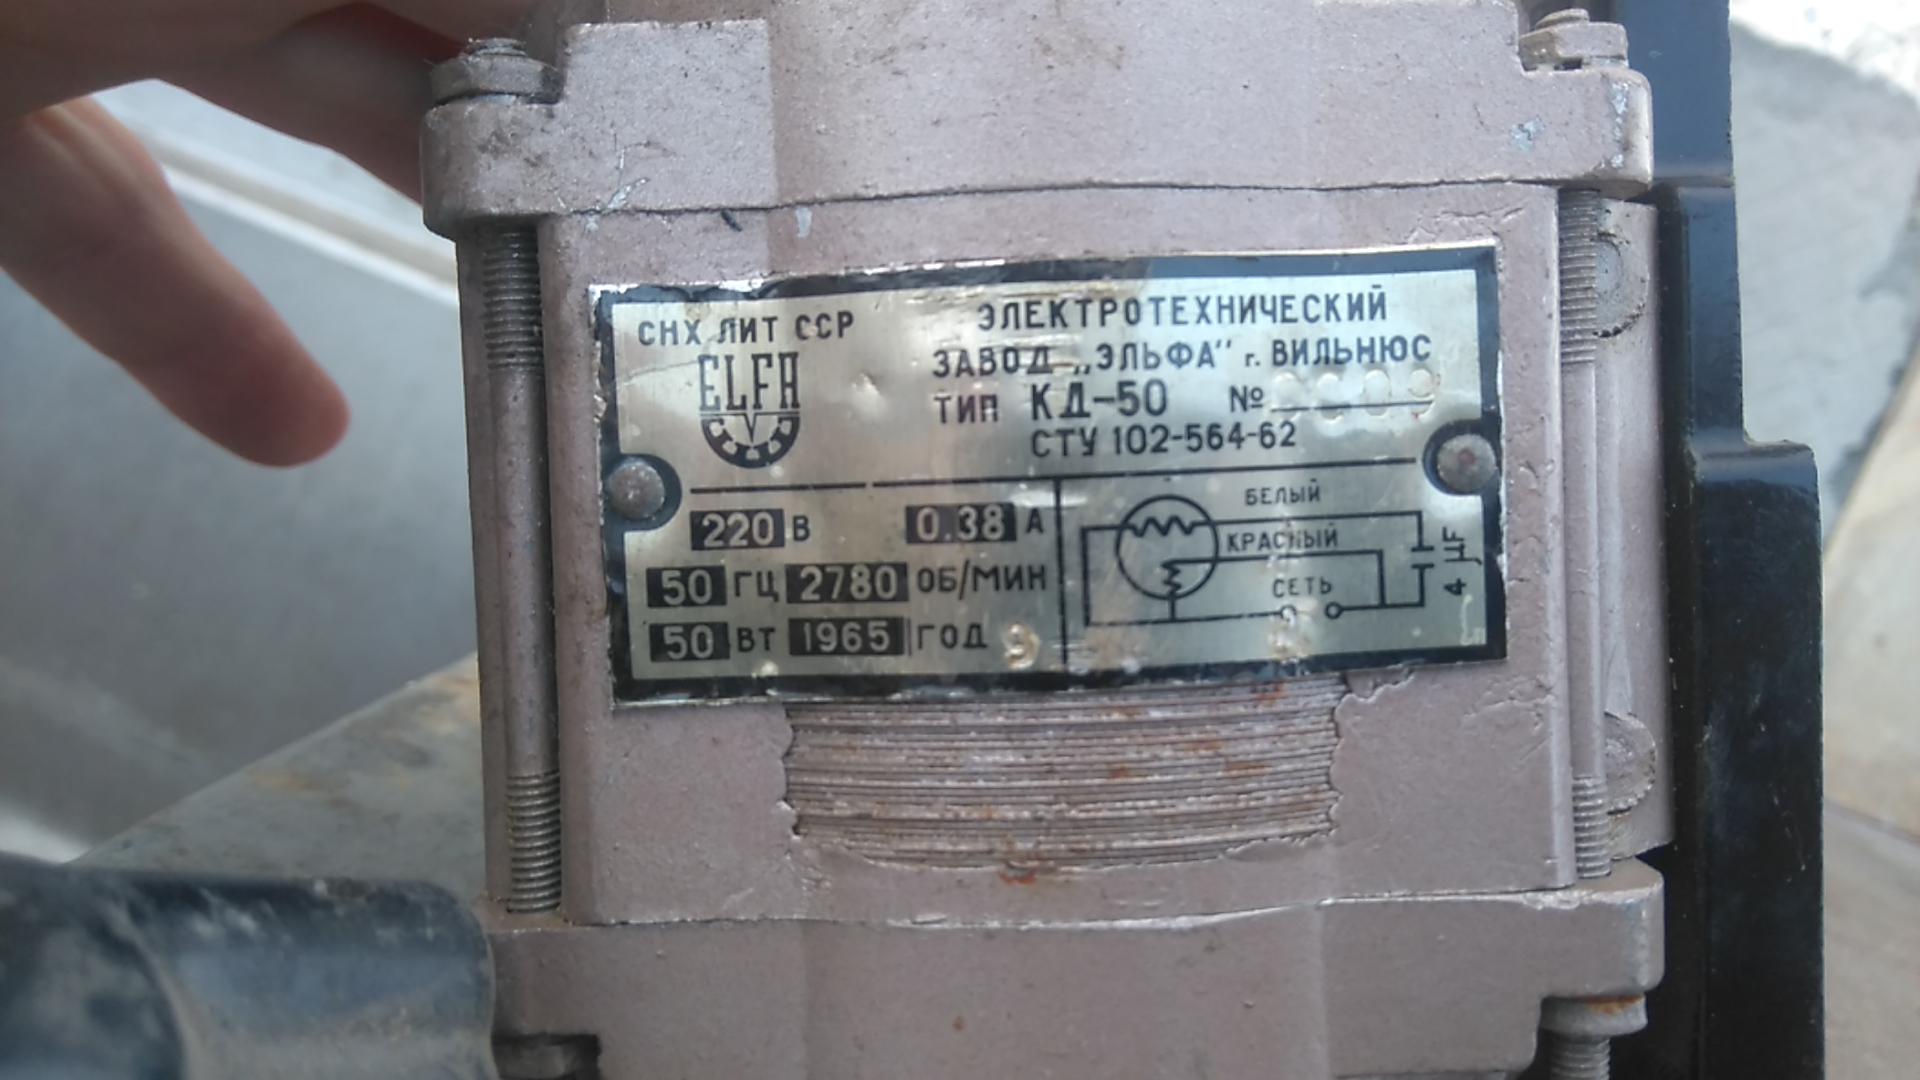 СНХ ЛИТ ССР
ELFA
ЭЛЕКТРОТЕХНИЧЕСКИЙ
ЗАВОД „ЭЛЬФА" г. ВИЛЬНЮС
ТИП КД-50 №
СТУ 102-564-62
220 В 0.38 А
50 ГЦ 2780 ОБ/МИН
50 ВТ 1965 ГОД 9
БЕЛЫЙ
КРАСНЫЙ
СЕТЬ
4 µF